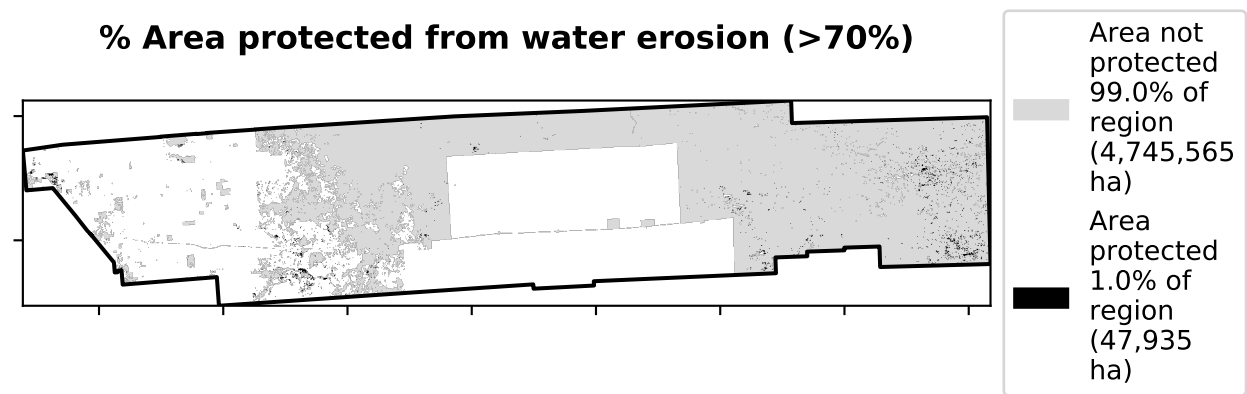 % Area protected from water erosion (>70%)
Area not
protected
99.0% of
region
(4,745,565
ha)
Area
protected
1.0% of
region
(47,935
ha)